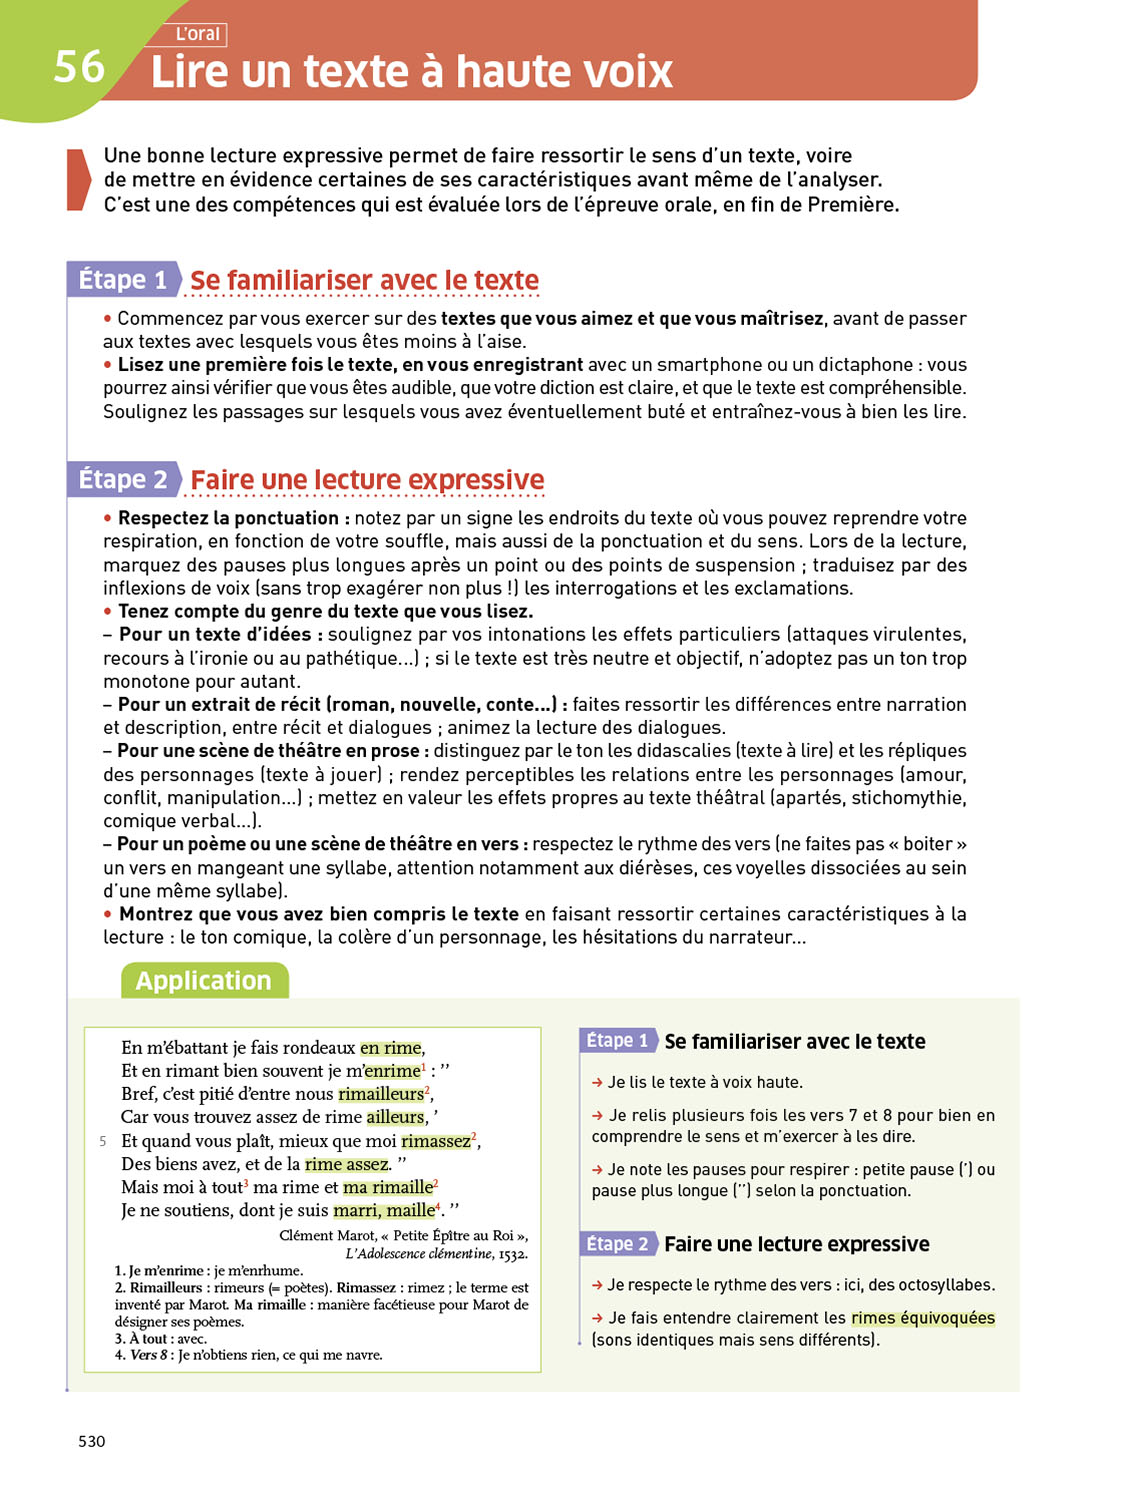 L'oral
56
Lire un texte à haute voix
Une bonne lecture expressive permet de faire ressortir le sens d'un texte, voire
de mettre en évidence certaines de ses caractéristiques avant même de l'analyser.
C'est une des compétences qui est évaluée lors de l'épreuve orale, en fin de Première.
Étape 1 Se familiariser avec le texte
• Commencez par vous exercer sur des textes que vous aimez et que vous maîtrisez, avant de passer
aux textes avec lesquels vous êtes moins à l'aise.
• Lisez une première fois le texte, en vous enregistrant avec un smartphone ou un dictaphone : vous
pourrez ainsi vérifier que vous êtes audible, que votre diction est claire, et que le texte est compréhensible.
Soulignez les passages sur lesquels vous avez éventuellement buté et entraînez-vous à bien les lire.
Étape 2 Faire une lecture expressive
• Respectez la ponctuation : notez par un signe les endroits du texte où vous pouvez reprendre votre
respiration, en fonction de votre souffle, mais aussi de la ponctuation et du sens. Lors de la lecture,
marquez des pauses plus longues après un point ou des points de suspension ; traduisez par des
inflexions de voix (sans trop exagérer non plus !) les interrogations et les exclamations.
• Tenez compte du genre du texte que vous lisez.
– Pour un texte d'idées : soulignez par vos intonations les effets particuliers (attaques virulentes,
recours à l'ironie ou au pathétique...) ; si le texte est très neutre et objectif, n'adoptez pas un ton trop
monotone pour autant.
– Pour un extrait de récit (roman, nouvelle, conte...) : faites ressortir les différences entre narration
et description, entre récit et dialogues ; animez la lecture des dialogues.
– Pour une scène de théâtre en prose : distinguez par le ton les didascalies (texte à lire) et les répliques
des personnages (texte à jouer) ; rendez perceptibles les relations entre les personnages (amour,
conflit, manipulation...) ; mettez en valeur les effets propres au texte théâtral (apartés, stichomythie,
comique verbal...).
– Pour un poème ou une scène de théâtre en vers : respectez le rythme des vers (ne faites pas « boiter »
un vers en mangeant une syllabe, attention notamment aux diérèses, ces voyelles dissociées au sein
d'une même syllabe).
• Montrez que vous avez bien compris le texte en faisant ressortir certaines caractéristiques à la
lecture : le ton comique, la colère d'un personnage, les hésitations du narrateur...
Application
En m'ébattant je fais rondeaux en rime,
Et en rimant bien souvent je m'enrime¹ : ’’
Bref, c'est pitié d'entre nous rimailleurs²,
Car vous trouvez assez de rime ailleurs, ’
5 Et quand vous plaît, mieux que moi rimassez²,
Des biens avez, et de la rime assez. ’’
Mais moi à tout³ ma rime et ma rimaille²
Je ne soutiens, dont je suis marri, maille⁴. ’’
Clément Marot, « Petite Épître au Roi »,
L'Adolescence clémentine, 1532.
1. Je m'enrime : je m'enrhume.
2. Rimailleurs : rimeurs (= poètes). Rimassez : rimez ; le terme est
inventé par Marot. Ma rimaille : manière facétieuse pour Marot de
désigner ses poèmes.
3. À tout : avec.
4. Vers 8 : Je n'obtiens rien, ce qui me navre.
Étape 1 Se familiariser avec le texte
→ Je lis le texte à voix haute.
→ Je relis plusieurs fois les vers 7 et 8 pour bien en
comprendre le sens et m'exercer à les dire.
→ Je note les pauses pour respirer : petite pause (’) ou
pause plus longue (’’) selon la ponctuation.
Étape 2 Faire une lecture expressive
→ Je respecte le rythme des vers : ici, des octosyllabes.
→ Je fais entendre clairement les rimes équivoquées
(sons identiques mais sens différents).
530